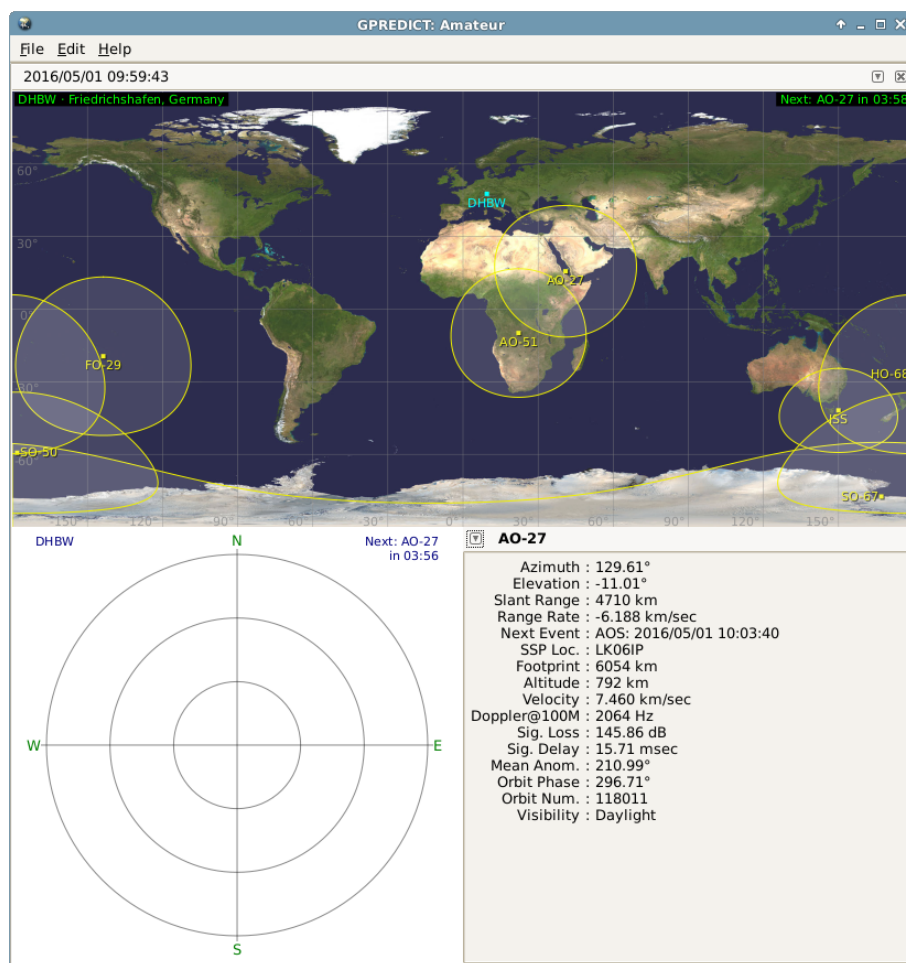 GPREDICT: Amateur
File Edit Help
2016/05/01 09:59:43
DHBW · Friedrichshafen, Germany
Next: AO-27 in 03:58
60°
DHBW
30°
AO-27
0°
AO-51
FO-29
HO-68
-30°
ISS
SO-50
-60°
SO-67
-150° -120° -90° -60° -30° 0° 30° 60° 90° 120° 150°
DHBW
N
Next: AO-27
in 03:56
W
E
S
AO-27
Azimuth : 129.61°
Elevation : -11.01°
Slant Range : 4710 km
Range Rate : -6.188 km/sec
Next Event : AOS: 2016/05/01 10:03:40
SSP Loc. : LK06IP
Footprint : 6054 km
Altitude : 792 km
Velocity : 7.460 km/sec
Doppler@100M : 2064 Hz
Sig. Loss : 145.86 dB
Sig. Delay : 15.71 msec
Mean Anom. : 210.99°
Orbit Phase : 296.71°
Orbit Num. : 118011
Visibility : Daylight